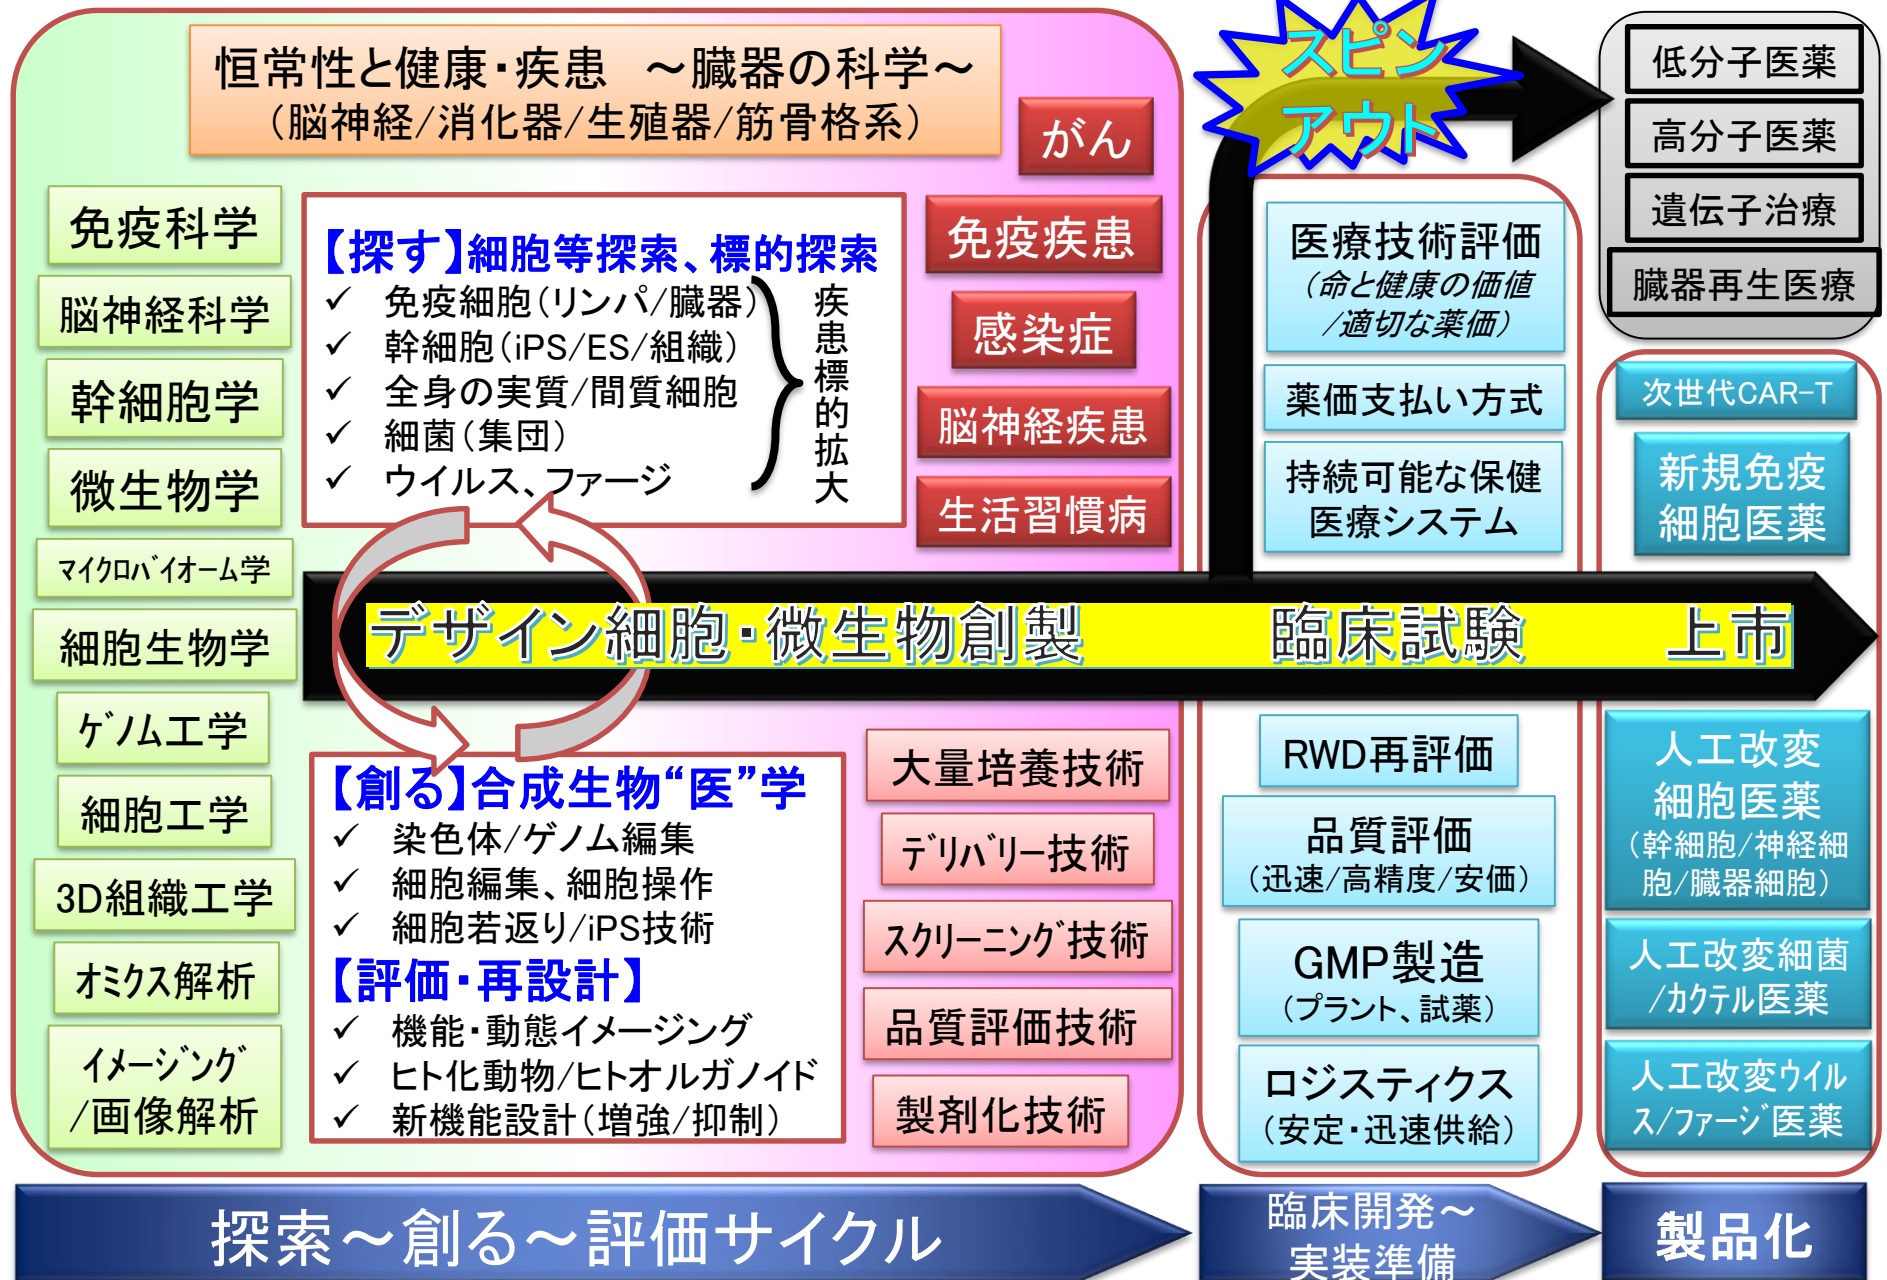 恒常性と健康・疾患　～臓器の科学～
（脳神経/消化器/生殖器/筋骨格系）
免疫科学
脳神経科学
幹細胞学
微生物学
ﾏｲｸﾛﾊﾞｲｵｰﾑ学
細胞生物学
ｹﾞﾉﾑ工学
細胞工学
3D組織工学
ｵﾐｸｽ解析
ｲﾒｰｼﾞﾝｸﾞ
/画像解析
【探す】細胞等探索、標的探索
✓ 免疫細胞（リンパ/臓器）
✓ 幹細胞（iPS/ES/組織）
✓ 全身の実質/間質細胞
✓ 細菌（集団）
✓ ウイルス、ファージ
疾患標的拡大
がん
免疫疾患
感染症
脳神経疾患
生活習慣病
デザイン細胞・微生物創製
臨床試験
上市
【創る】合成生物“医”学
✓ 染色体/ゲノム編集
✓ 細胞編集、細胞操作
✓ 細胞若返り/iPS技術
【評価・再設計】
✓ 機能・動態イメージング
✓ ヒト化動物/ヒトオルガノイド
✓ 新機能設計（増強/抑制）
大量培養技術
ﾃﾞﾘﾊﾞﾘｰ技術
ｽｸﾘｰﾆﾝｸﾞ技術
品質評価技術
製剤化技術
スピン
アウト
医療技術評価
（命と健康の価値
/適切な薬価）
薬価支払い方式
持続可能な保健
医療システム
RWD再評価
品質評価
（迅速/高精度/安価）
GMP製造
（プラント、試薬）
ロジスティクス
（安定・迅速供給）
低分子医薬
高分子医薬
遺伝子治療
臓器再生医療
次世代CAR-T
新規免疫
細胞医薬
人工改変
細胞医薬
（幹細胞/神経細
胞/臓器細胞）
人工改変細菌
/ｶｸﾃﾙ医薬
人工改変ｳｲﾙ
ｽ/ﾌｧｰｼﾞ医薬
探索～創る～評価サイクル
臨床開発～
実装準備
製品化